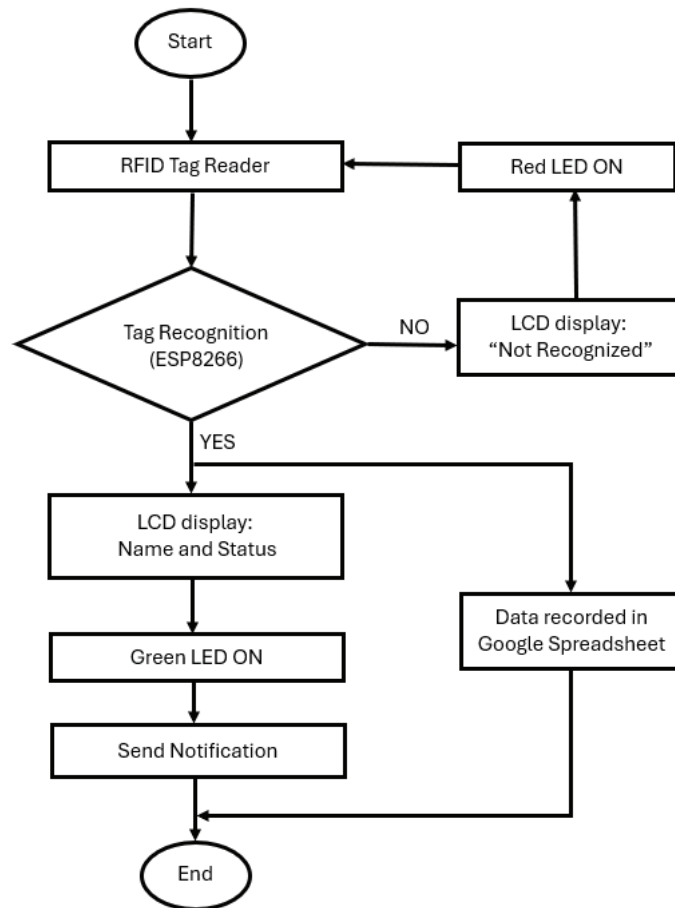 Start
RFID Tag Reader
Red LED ON
Tag Recognition
(ESP8266)
NO
LCD display:
“Not Recognized”
YES
LCD display:
Name and Status
Data recorded in
Google Spreadsheet
Green LED ON
Send Notification
End